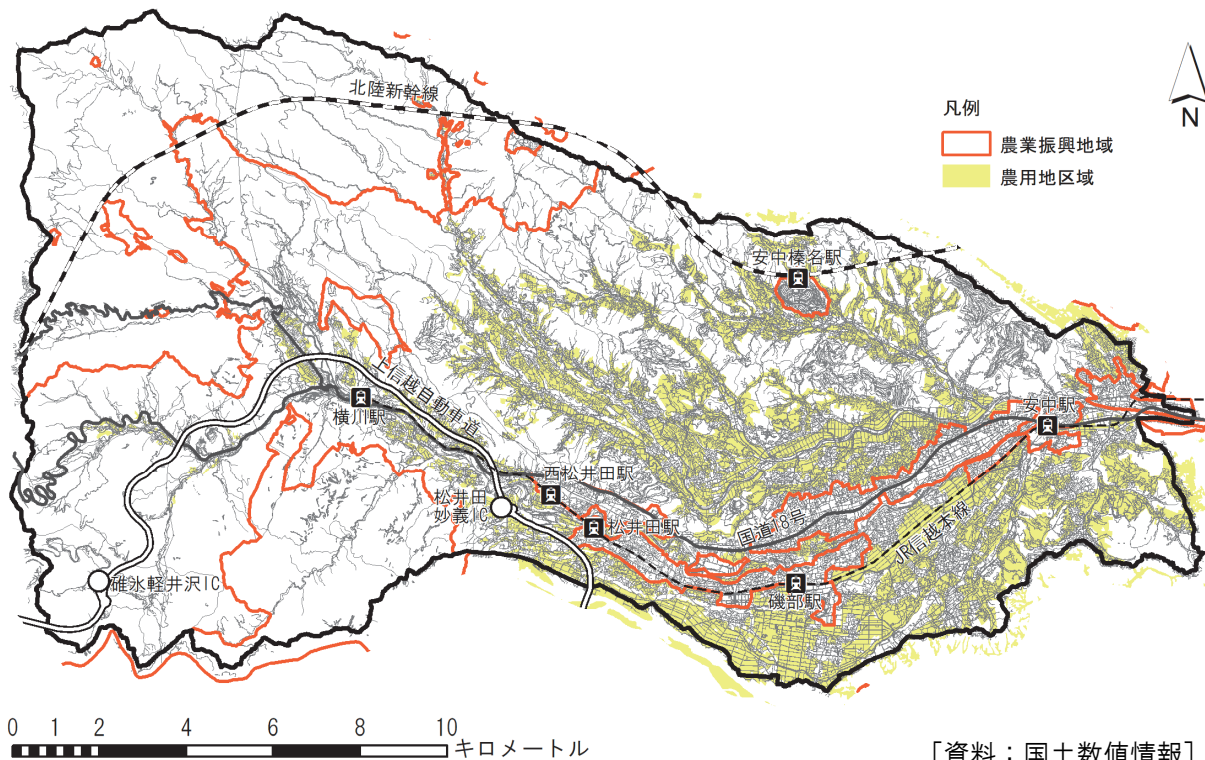 北陸新幹線
凡例
農業振興地域
農用地区域
N
安中榛名駅
上信越自動車道
横川駅
安中駅
西松井田駅
松井田
妙義IC
松井田駅
国道18号
JR信越本線
碓氷軽井沢IC
磯部駅
0 1 2 4 6 8 10
キロメートル
[資料:国土数値情報]